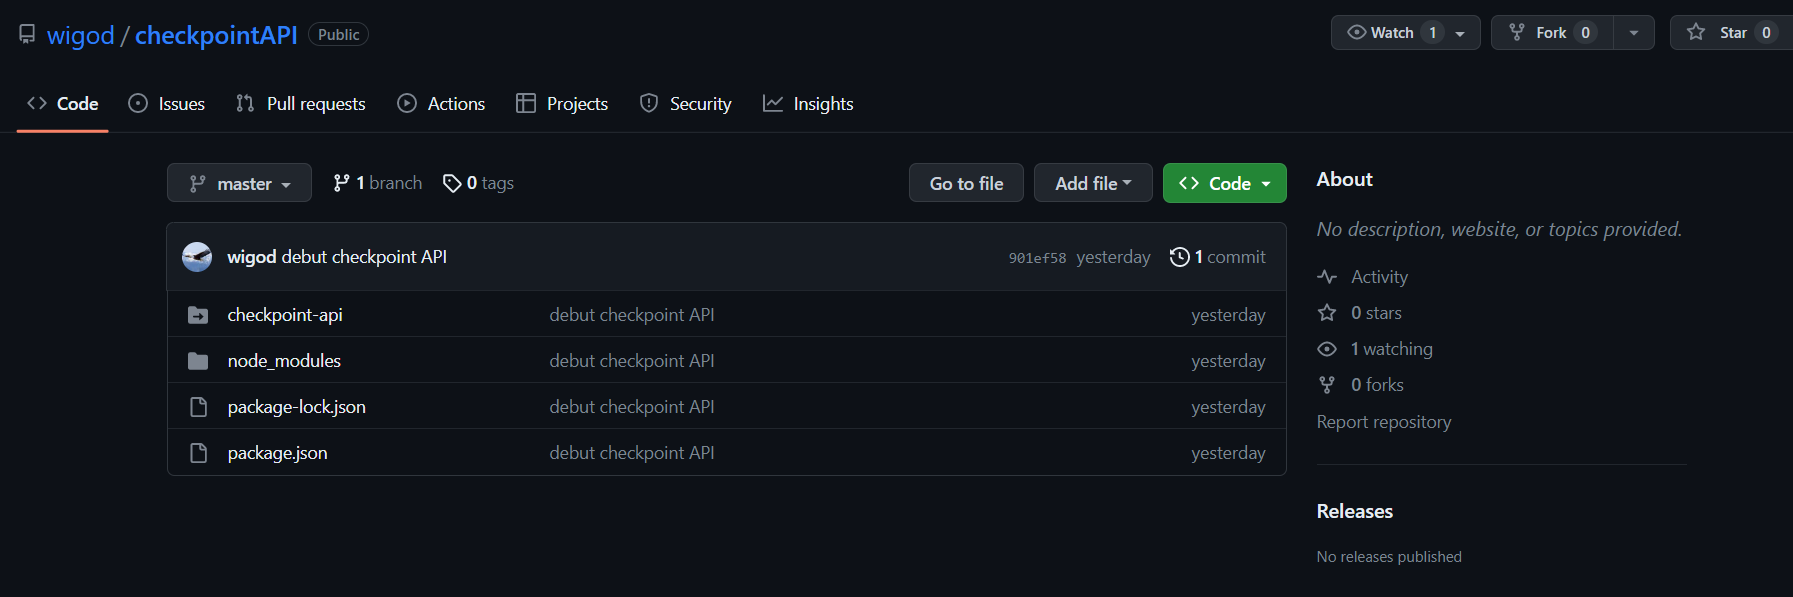 wigod / checkpointAPI Public
Watch 1 Fork 0 Star 0
Code Issues Pull requests Actions Projects Security Insights
master 1 branch 0 tags Go to file Add file Code
wigod debut checkpoint API 901ef58 yesterday 1 commit
checkpoint-api debut checkpoint API yesterday
node_modules debut checkpoint API yesterday
package-lock.json debut checkpoint API yesterday
package.json debut checkpoint API yesterday
About
No description, website, or topics provided.
Activity
0 stars
1 watching
0 forks
Report repository
Releases
No releases published